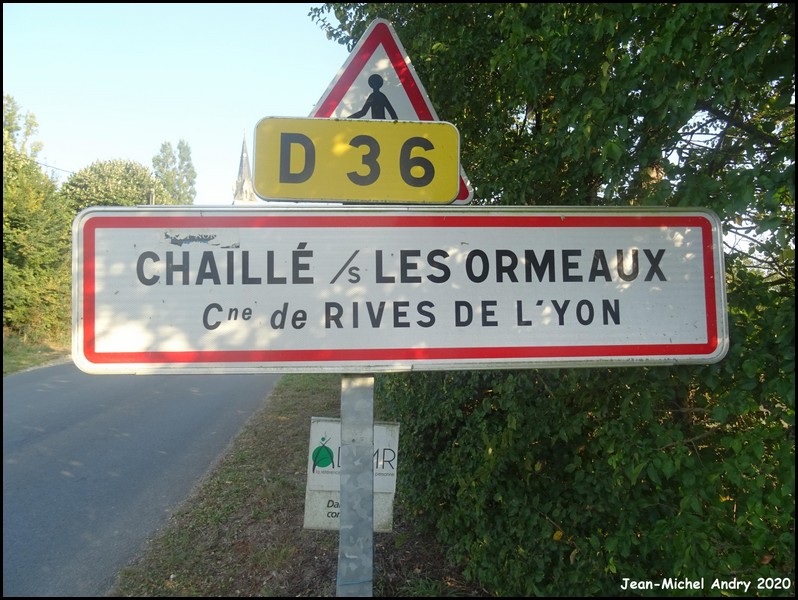 D 36
CHAILLÉ /s LES ORMEAUX
Cne de RIVES DE L'YON
Jean-Michel Andry 2020